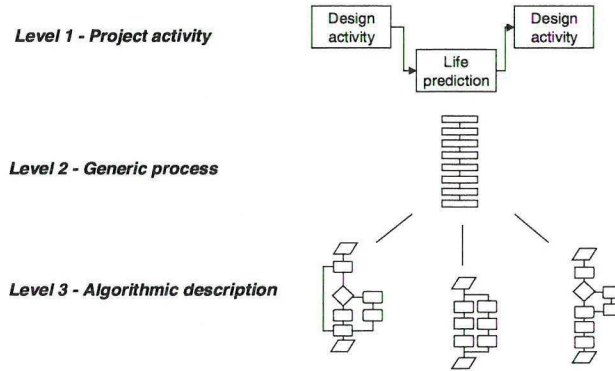 Level 1 - Project activity
Design
activity
Design
activity
Life
prediction
Level 2 - Generic process
Level 3 - Algorithmic description